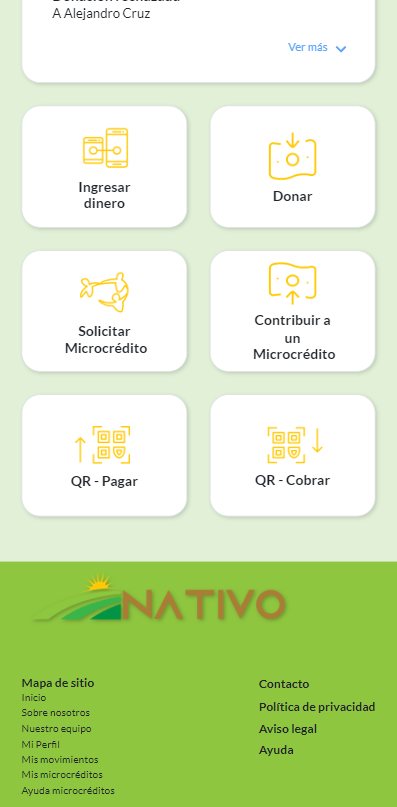 Donación rechazada
A Alejandro Cruz
Ver más
Ingresar
dinero
Donar
Solicitar
Microcrédito
Contribuir a
un
Microcrédito
QR - Pagar
QR - Cobrar
NATIVO
Mapa de sitio
Inicio
Sobre nosotros
Nuestro equipo
Mi Perfil
Mis movimientos
Mis microcréditos
Ayuda microcréditos
Contacto
Política de privacidad
Aviso legal
Ayuda